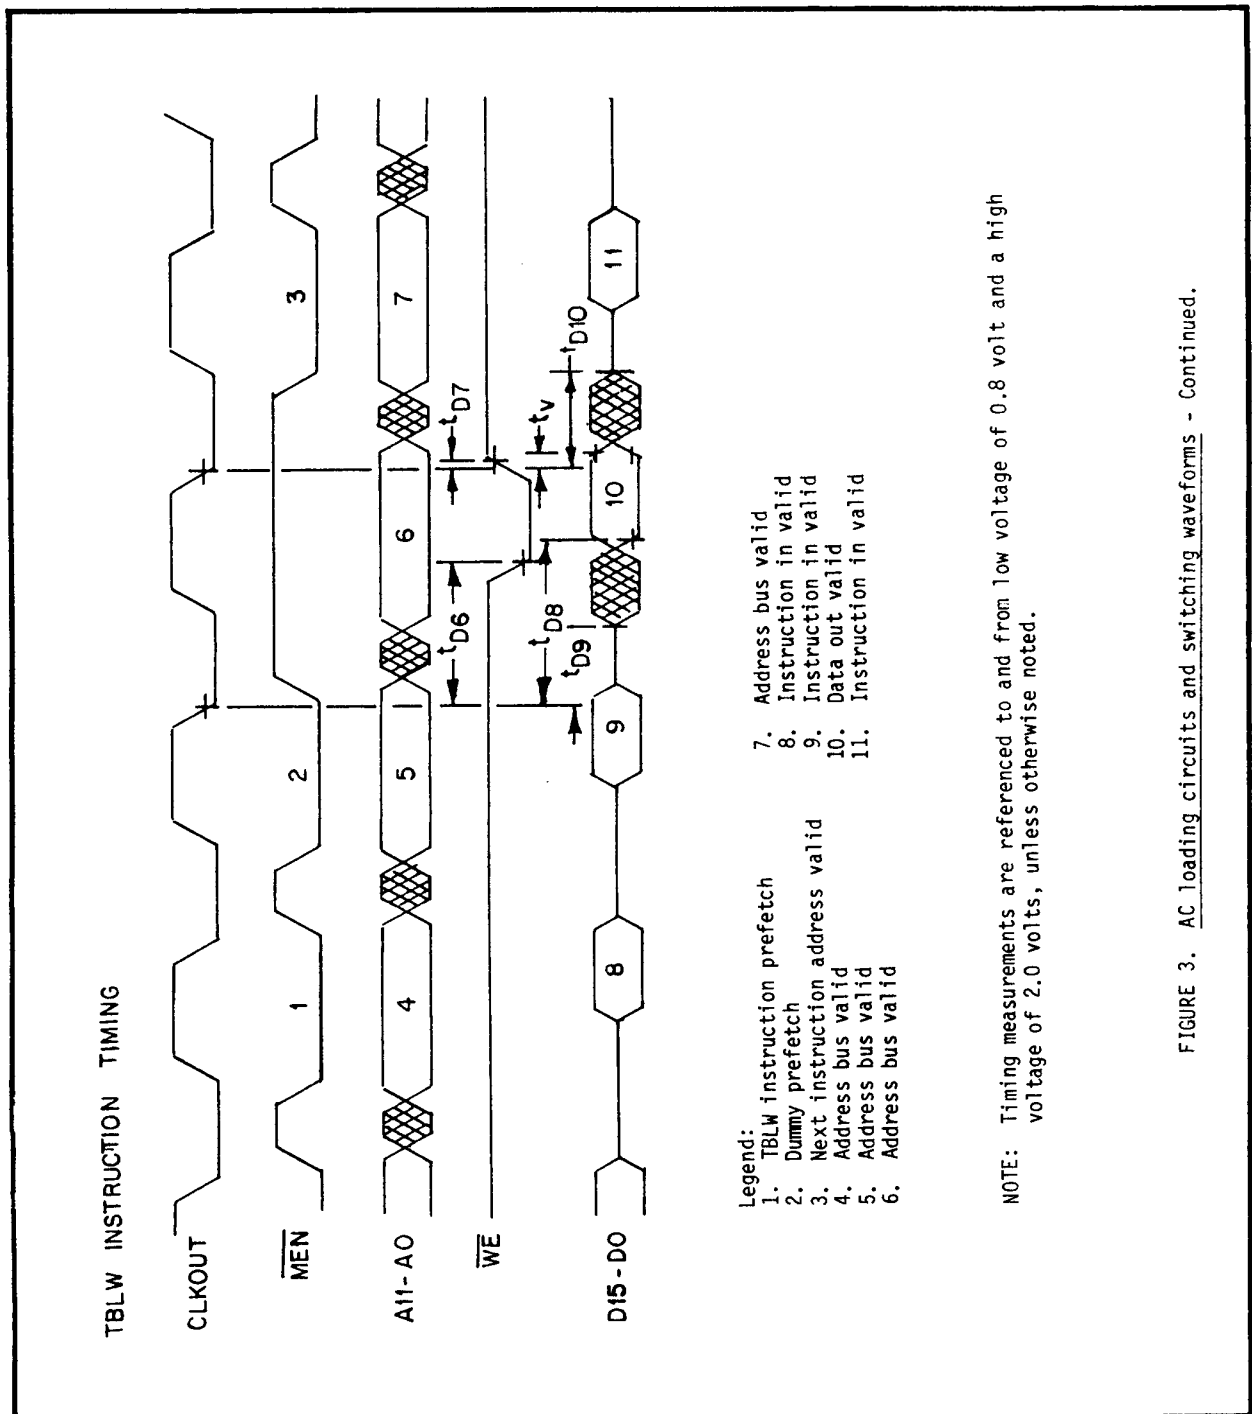 TBLW INSTRUCTION TIMING
CLKOUT
MEN
1
2
3
A11-A0
4
5
6
7
WE
tD6
tD7
tD8
tV
tD9
tD10
D15-D0
8
9
10
11
Legend:
1. TBLW instruction prefetch
2. Dummy prefetch
3. Next instruction address valid
4. Address bus valid
5. Address bus valid
6. Address bus valid
7. Address bus valid
8. Instruction in valid
9. Instruction in valid
10. Data out valid
11. Instruction in valid
NOTE: Timing measurements are referenced to and from low voltage of 0.8 volt and a high
voltage of 2.0 volts, unless otherwise noted.
FIGURE 3. AC loading circuits and switching waveforms - Continued.